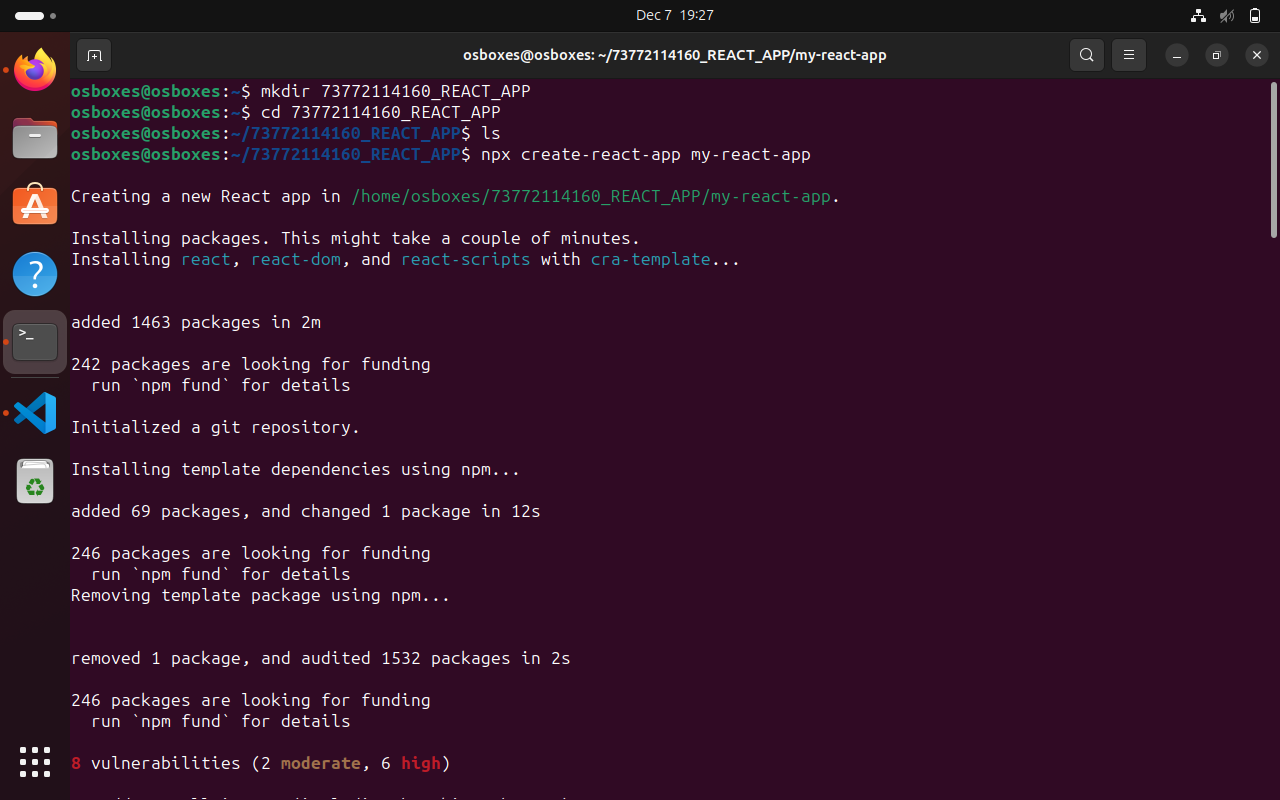 Dec 7 19:27
osboxes@osboxes: ~/73772114160_REACT_APP/my-react-app
osboxes@osboxes:~$ mkdir 73772114160_REACT_APP
osboxes@osboxes:~$ cd 73772114160_REACT_APP
osboxes@osboxes:~/73772114160_REACT_APP$ ls
osboxes@osboxes:~/73772114160_REACT_APP$ npx create-react-app my-react-app
Creating a new React app in /home/osboxes/73772114160_REACT_APP/my-react-app.
Installing packages. This might take a couple of minutes.
Installing react, react-dom, and react-scripts with cra-template...
added 1463 packages in 2m
242 packages are looking for funding
run `npm fund` for details
Initialized a git repository.
Installing template dependencies using npm...
added 69 packages, and changed 1 package in 12s
246 packages are looking for funding
run `npm fund` for details
Removing template package using npm...
removed 1 package, and audited 1532 packages in 2s
246 packages are looking for funding
run `npm fund` for details
8 vulnerabilities (2 moderate, 6 high)